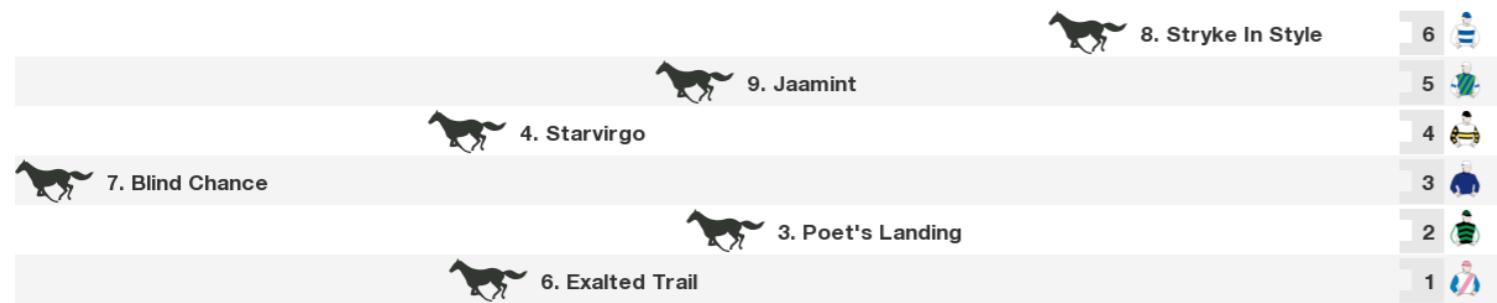 8. Stryke In Style 6
9. Jaamint 5
4. Starvirgo 4
7. Blind Chance 3
3. Poet's Landing 2
6. Exalted Trail 1